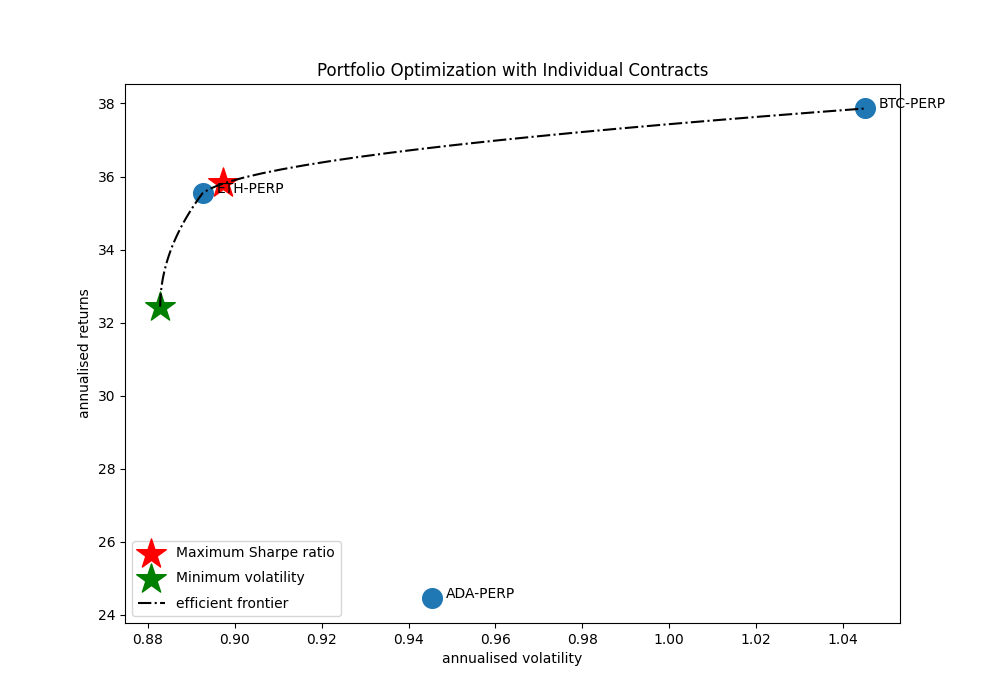 Portfolio Optimization with Individual Contracts
annualised returns
38
36
34
32
30
28
26
24
BTC-PERP
ETH-PERP
ADA-PERP
Maximum Sharpe ratio
Minimum volatility
efficient frontier
0.88 0.90 0.92 0.94 0.96 0.98 1.00 1.02 1.04
annualised volatility